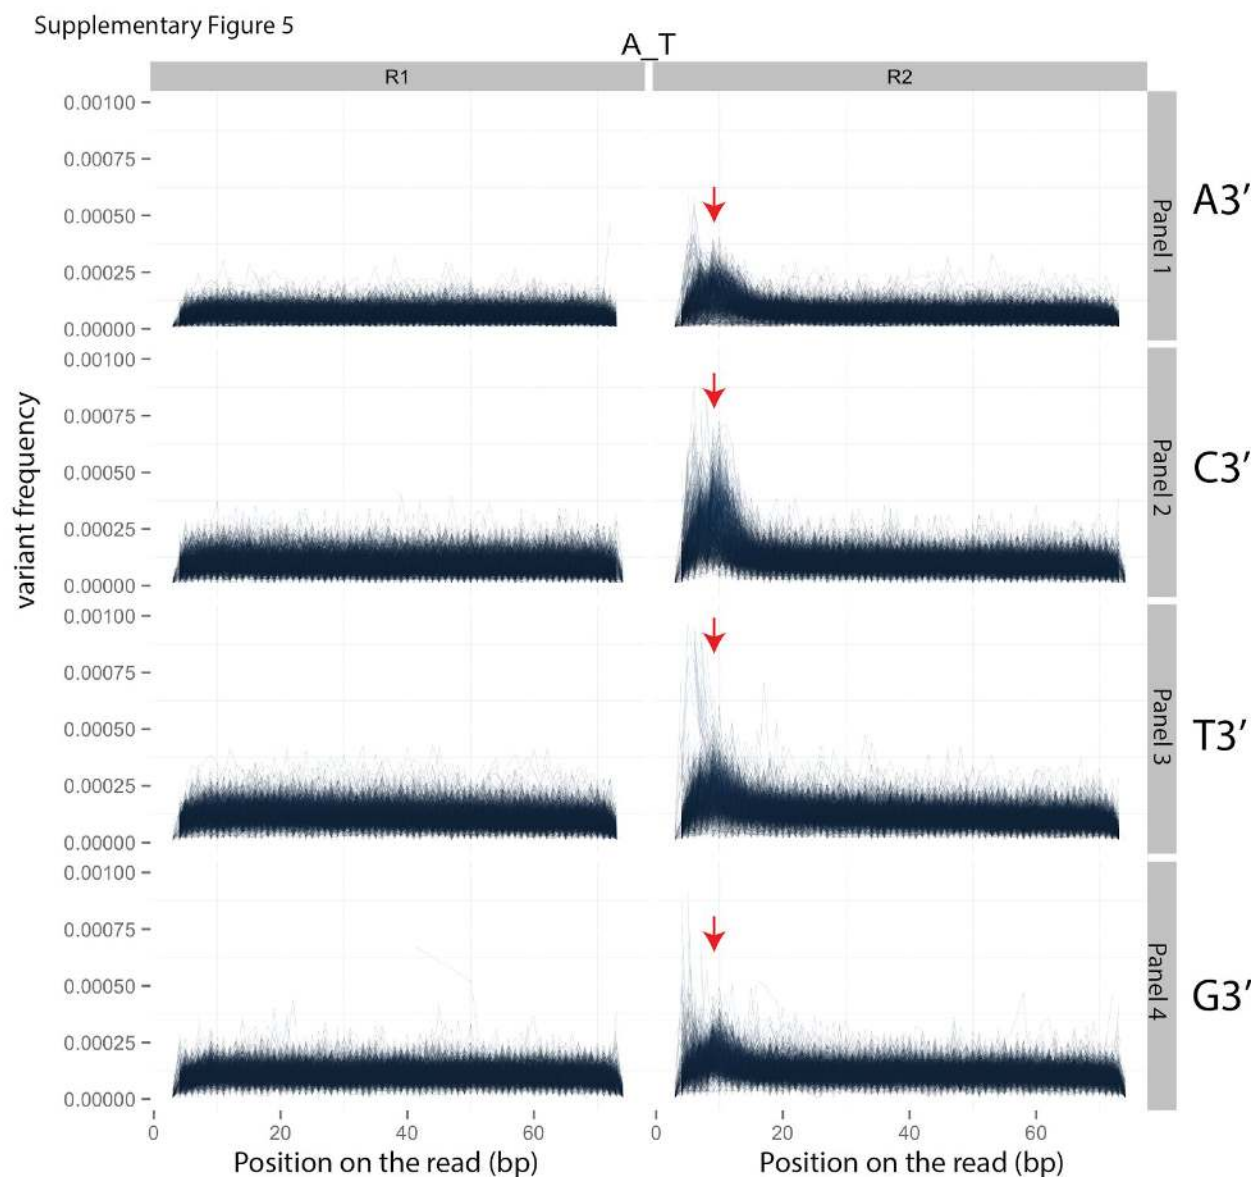 Supplementary Figure 5
A_T
R1
R2
0.00100
0.00075
0.00050
0.00025
0.00000
Panel 1
A3′
0.00100
0.00075
0.00050
0.00025
0.00000
Panel 2
C3′
variant frequency
0.00100
0.00075
0.00050
0.00025
0.00000
Panel 3
T3′
0.00100
0.00075
0.00050
0.00025
0.00000
Panel 4
G3′
0 20 40 60
0 20 40 60
Position on the read (bp)
Position on the read (bp)